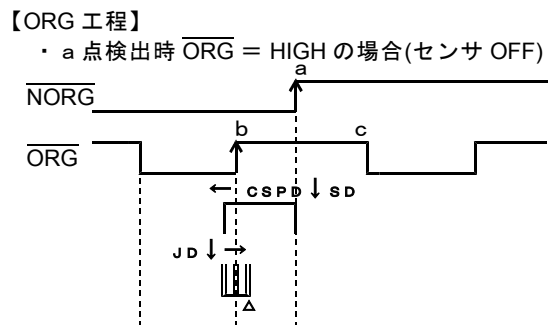 【ORG 工程】
・ a 点検出時 ORG = HIGH の場合(センサ OFF)
a
NORG
b
c
ORG
← CSPD ↓ SD
JD ↓ →
△